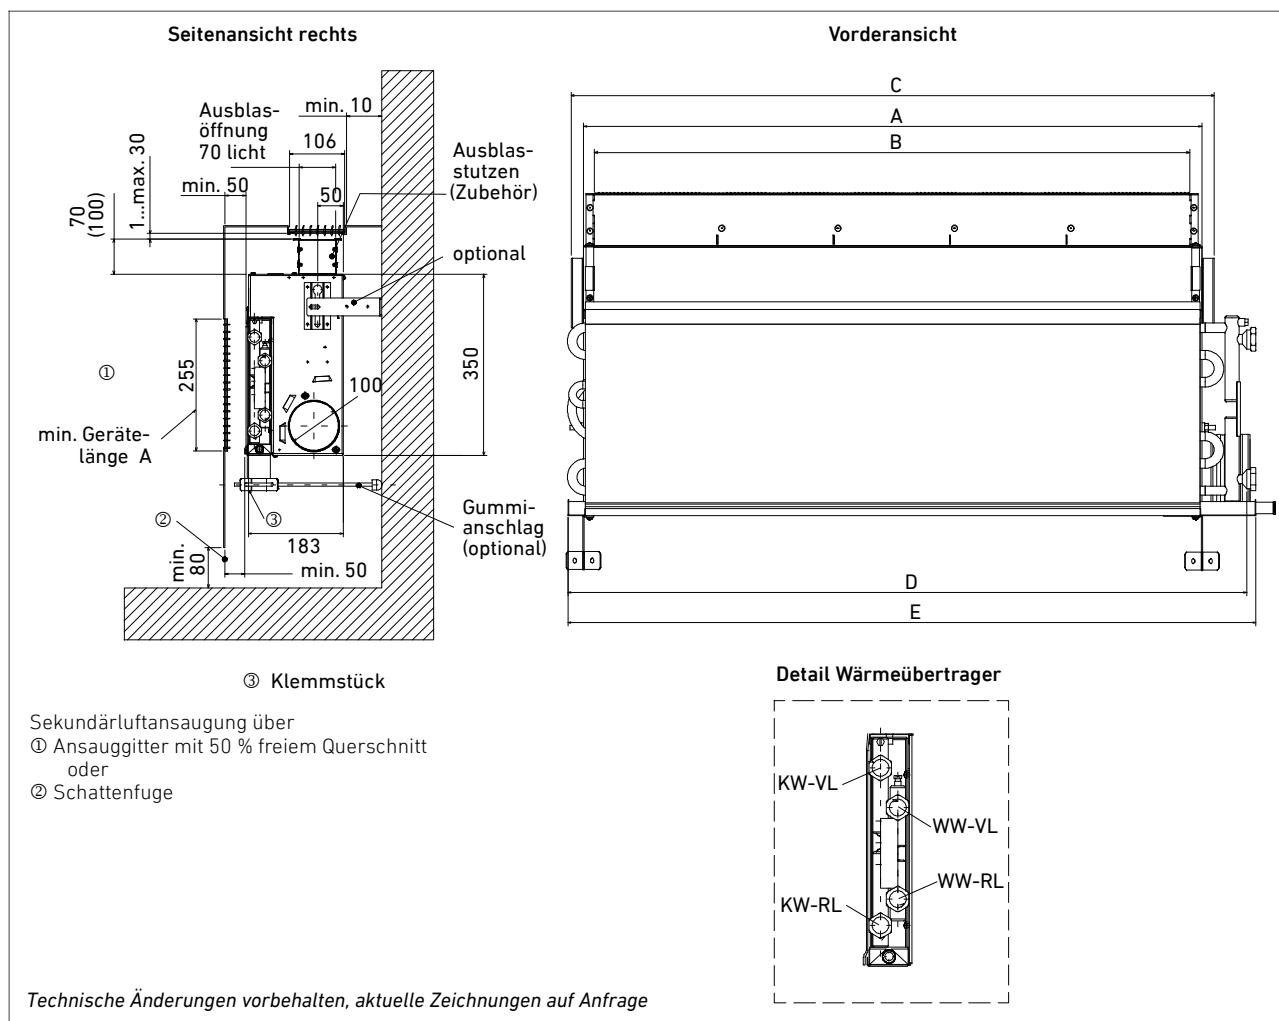 Seitenansicht rechts
Vorderansicht
Ausblas-
öffnung
70 licht
min. 10
106
1...max. 30
min. 50
70
(100)
50
Ausblas-
stutzen
(Zubehör)
optional
①
255
350
100
min. Geräte-
länge A
②
③
Gummi-
anschlag
(optional)
183
min.
80
min. 50
C
A
B
D
E
③ Klemmstück
Sekundärluftansaugung über
① Ansauggitter mit 50 % freiem Querschnitt
oder
② Schattenfuge
Detail Wärmeübertrager
KW-VL
WW-VL
WW-RL
KW-RL
Technische Änderungen vorbehalten, aktuelle Zeichnungen auf Anfrage